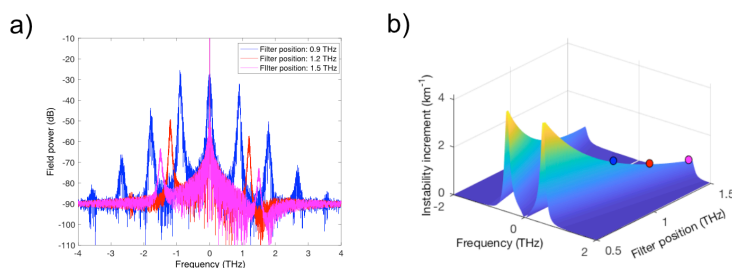 a)
-10
-20
-30
-40
-50
-60
-70
-80
-90
-100
-110
Field power (dB)
-4
-3
-2
-1
0
1
2
3
4
Frequency (THz)
Filter position: 0.9 THz
Filter position: 1.2 THz
Filter position: 1.5 THz
b)
4
2
0
Instability increment (km⁻¹)
-2
0
2
Frequency (THz)
0.5
1
1.5
Filter position (THz)